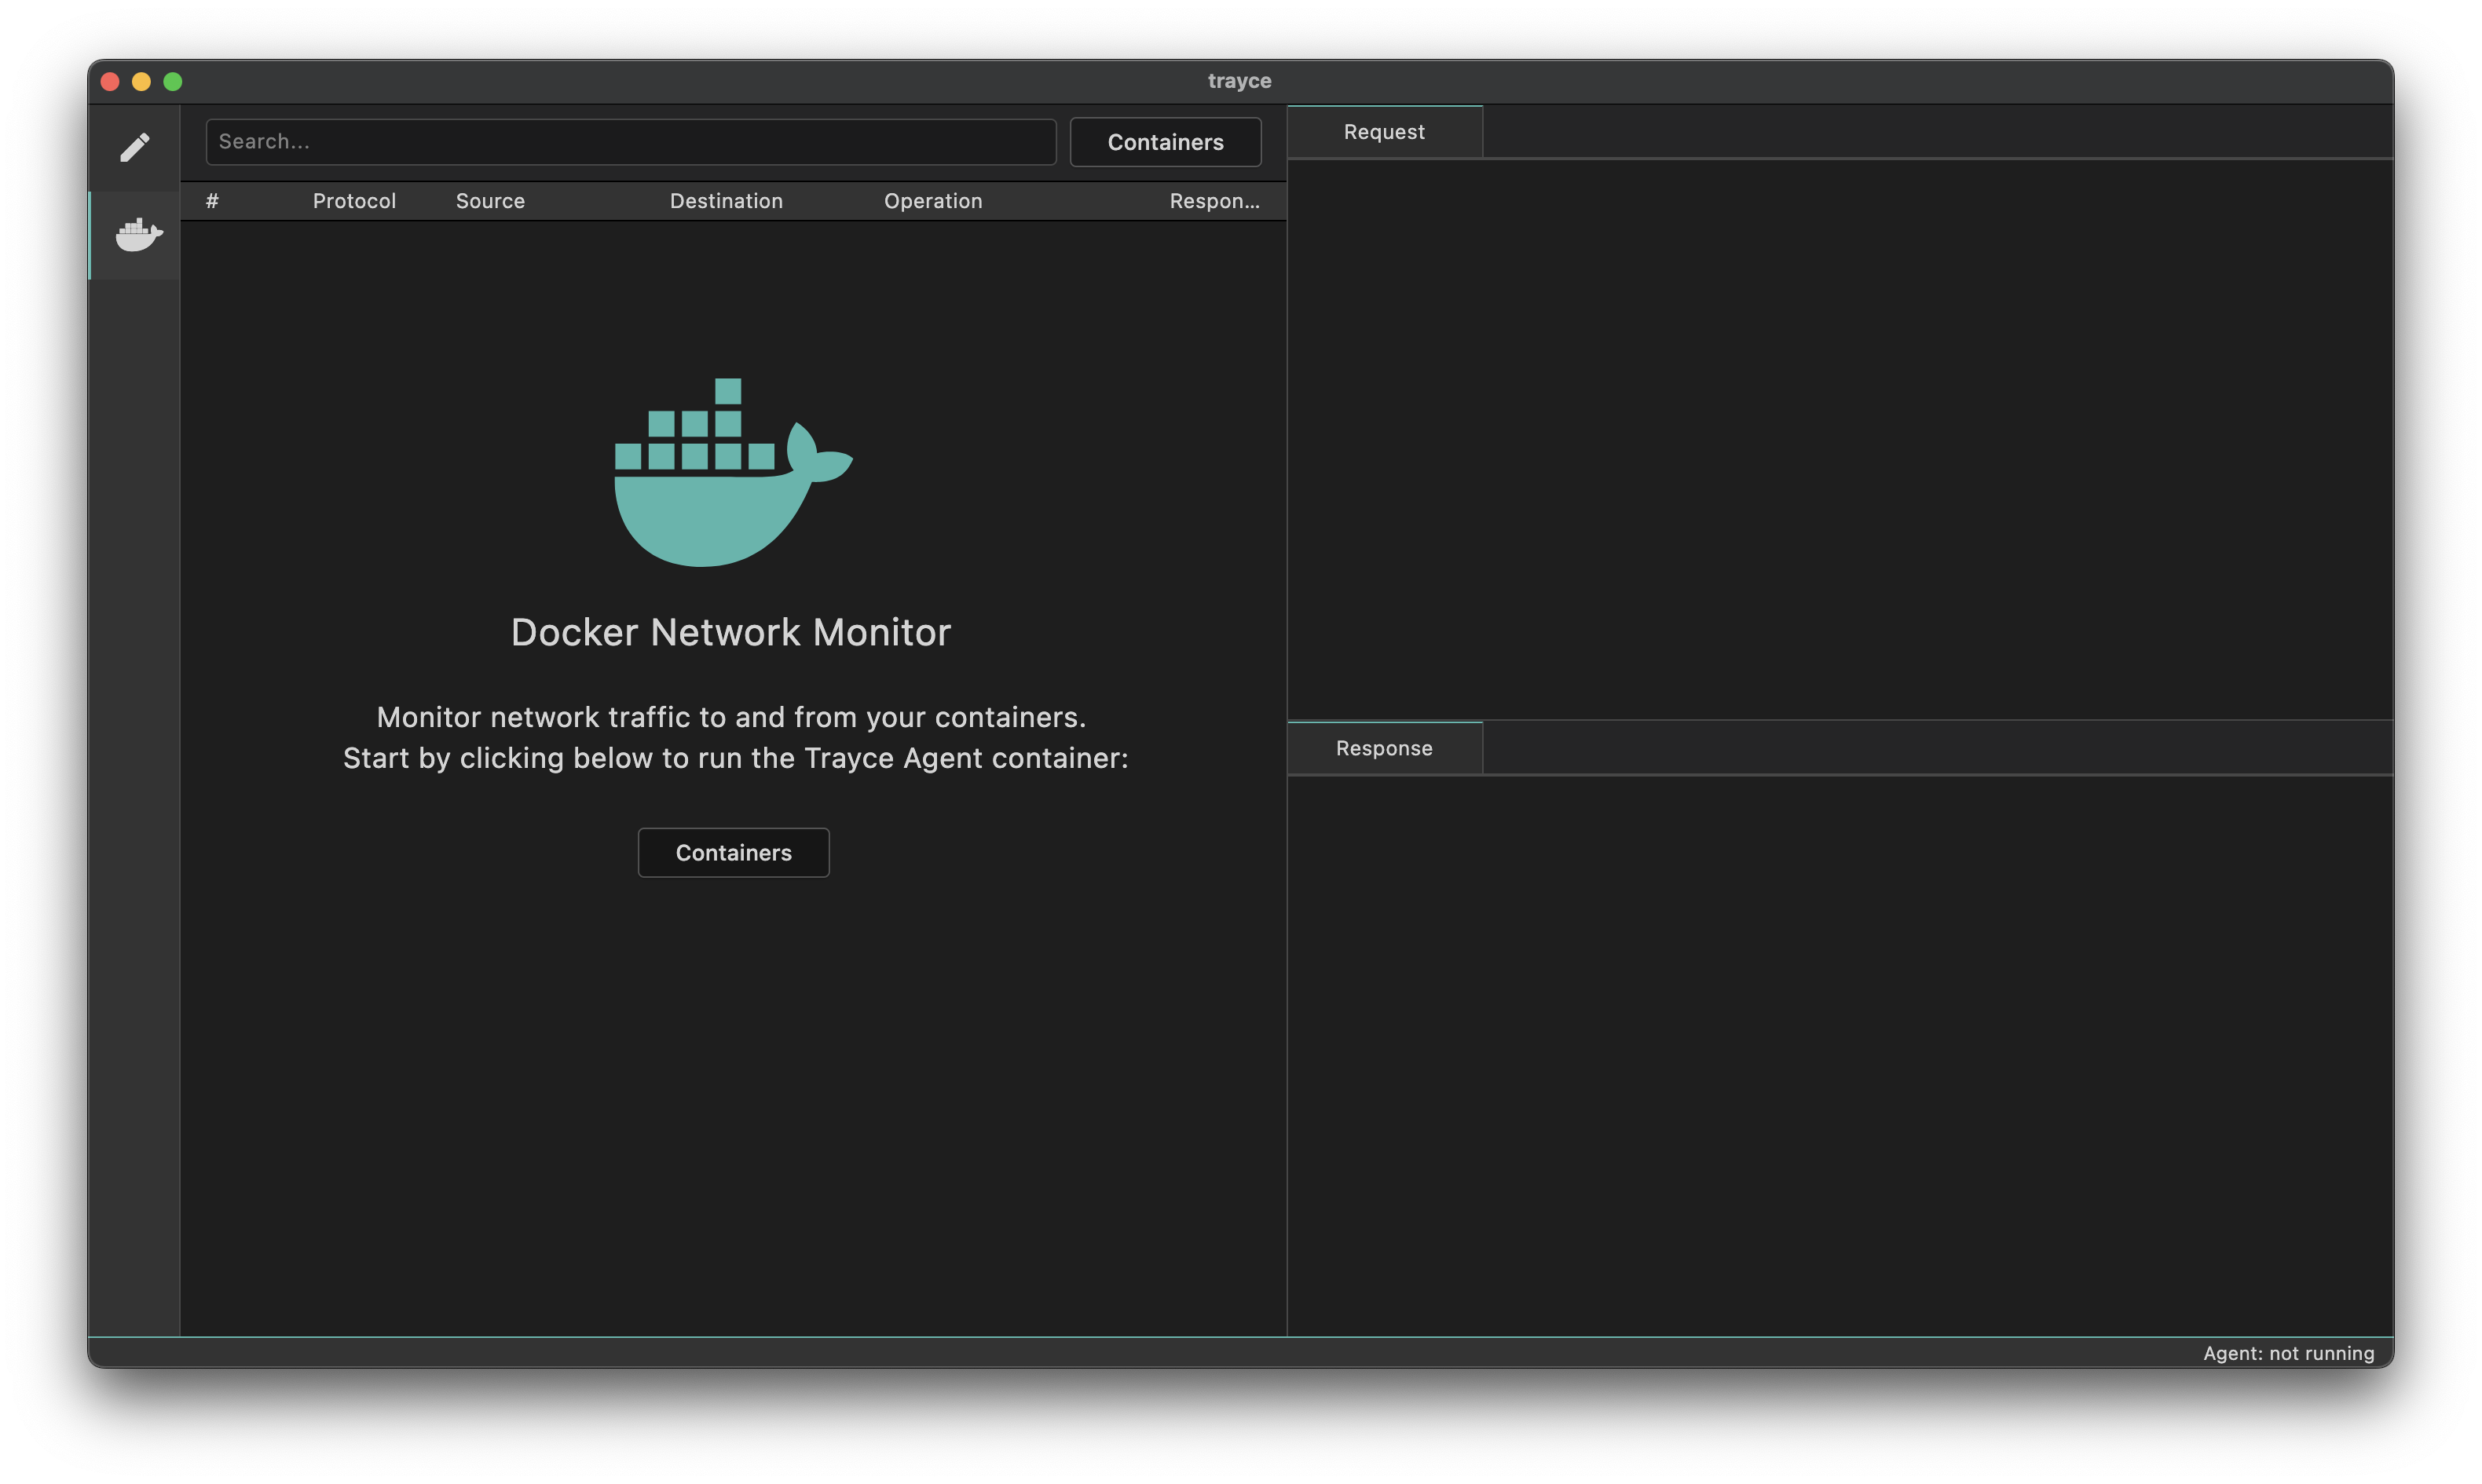 trayce
Search...
Containers
# Protocol Source Destination Operation Respon...
Docker Network Monitor
Monitor network traffic to and from your containers.
Start by clicking below to run the Trayce Agent container:
Containers
Request
Response
Agent: not running